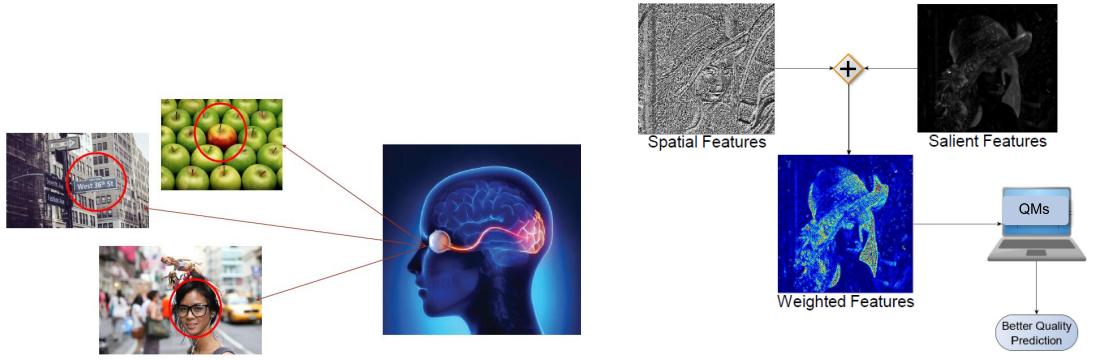 West 36th St
Spatial Features
Salient Features
Weighted Features
QMs
Better Quality
Prediction